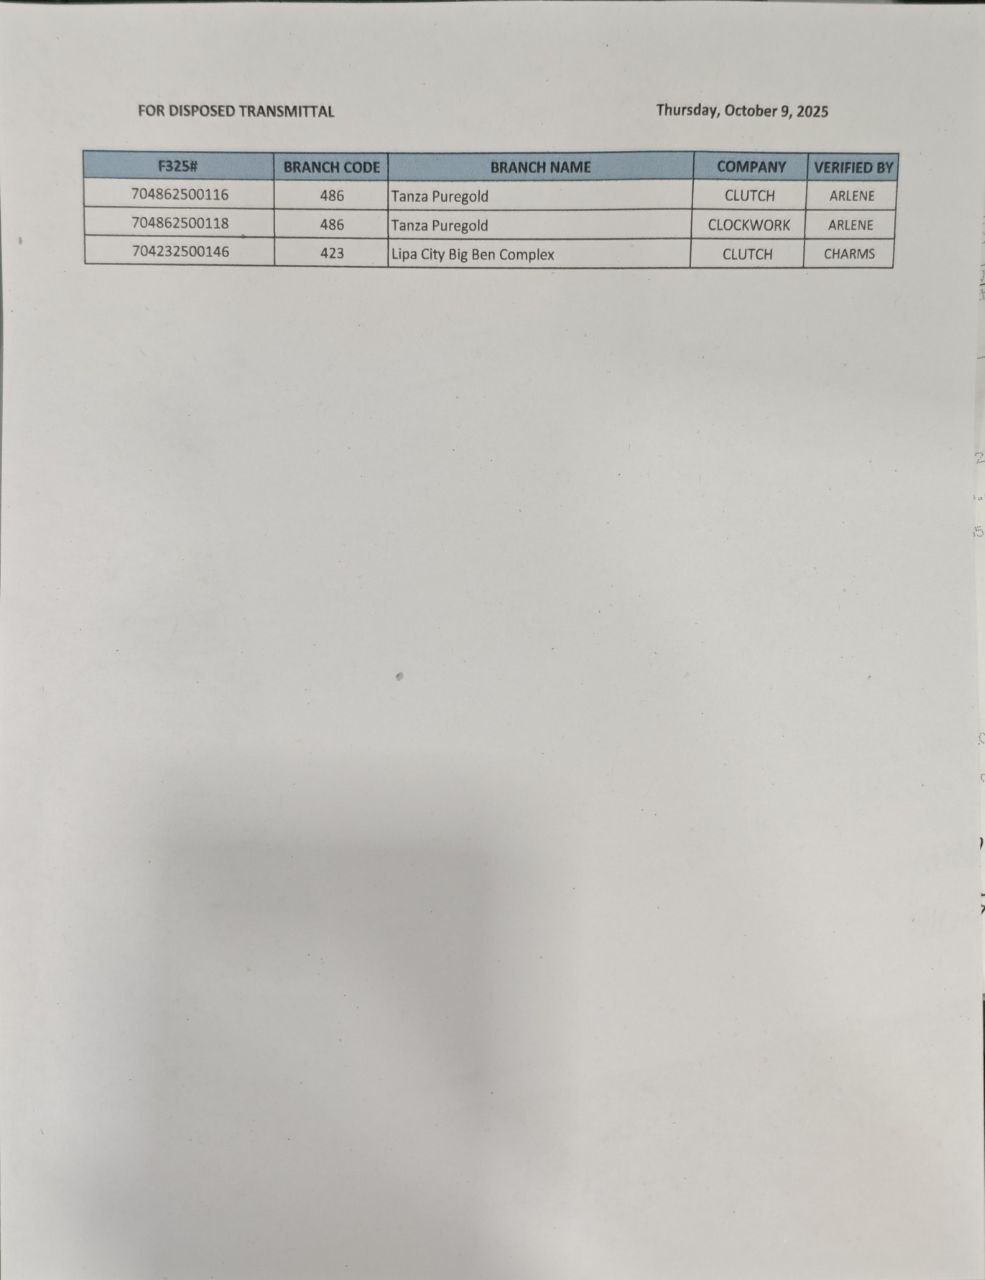 FOR DISPOSED TRANSMITTAL Thursday, October 9, 2025
F325# BRANCH CODE BRANCH NAME COMPANY VERIFIED BY
704862500116 486 Tanza Puregold CLUTCH ARLENE
704862500118 486 Tanza Puregold CLOCKWORK ARLENE
704232500146 423 Lipa City Big Ben Complex CLUTCH CHARMS